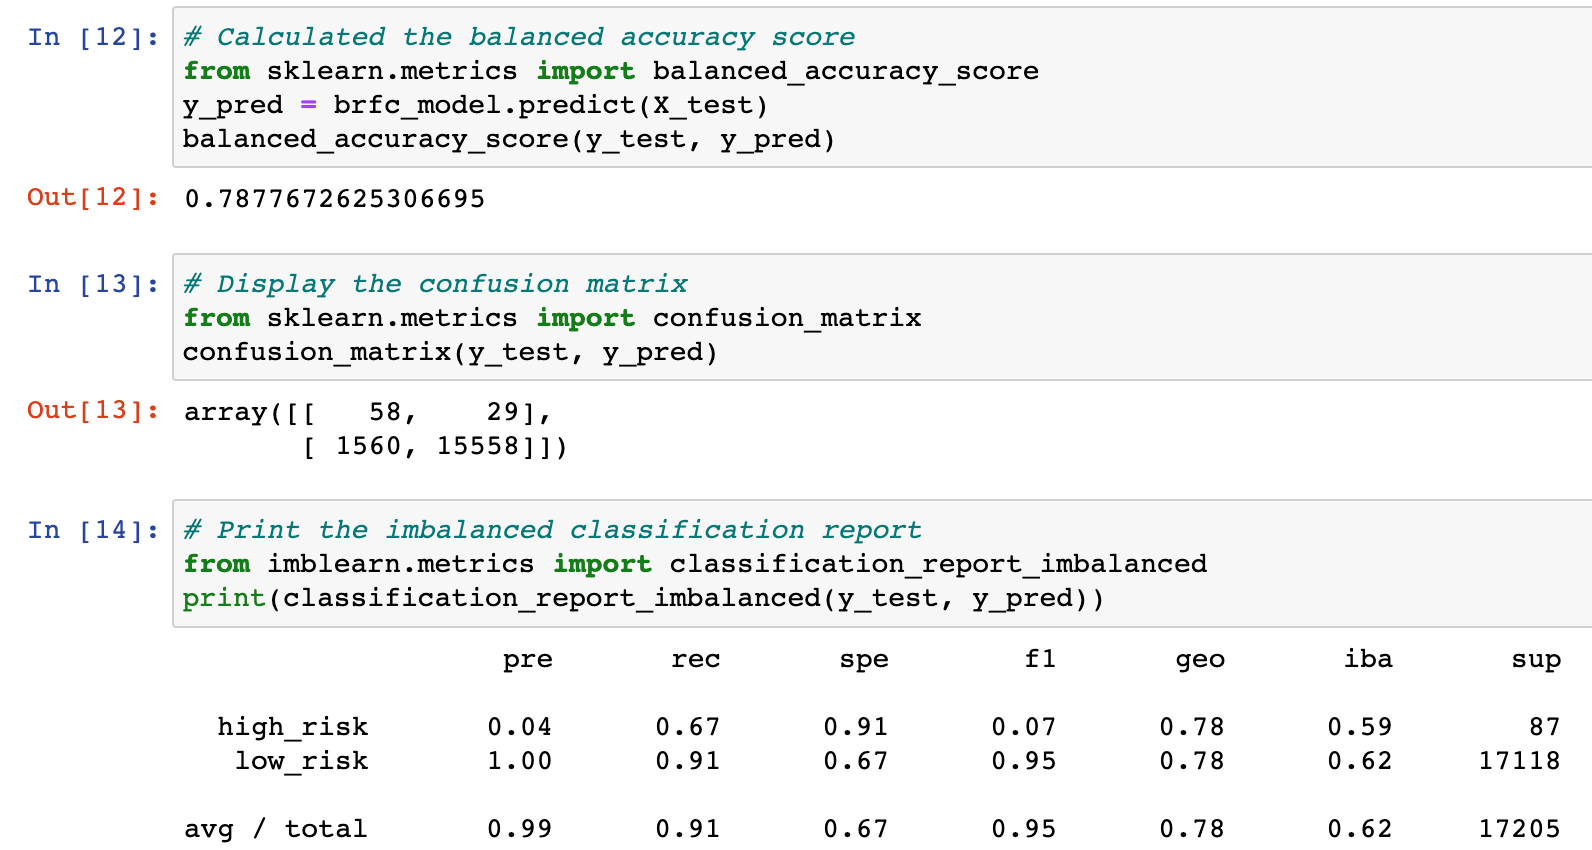 In [12]: # Calculated the balanced accuracy score
from sklearn.metrics import balanced_accuracy_score
y_pred = brfc_model.predict(X_test)
balanced_accuracy_score(y_test, y_pred)
Out[12]: 0.7877672625306695
In [13]: # Display the confusion matrix
from sklearn.metrics import confusion_matrix
confusion_matrix(y_test, y_pred)
Out[13]: array([[   58,    29],
       [ 1560, 15558]])
In [14]: # Print the imbalanced classification report
from imblearn.metrics import classification_report_imbalanced
print(classification_report_imbalanced(y_test, y_pred))
pre rec spe f1 geo iba sup
high_risk 0.04 0.67 0.91 0.07 0.78 0.59 87
low_risk 1.00 0.91 0.67 0.95 0.78 0.62 17118
avg / total 0.99 0.91 0.67 0.95 0.78 0.62 17205